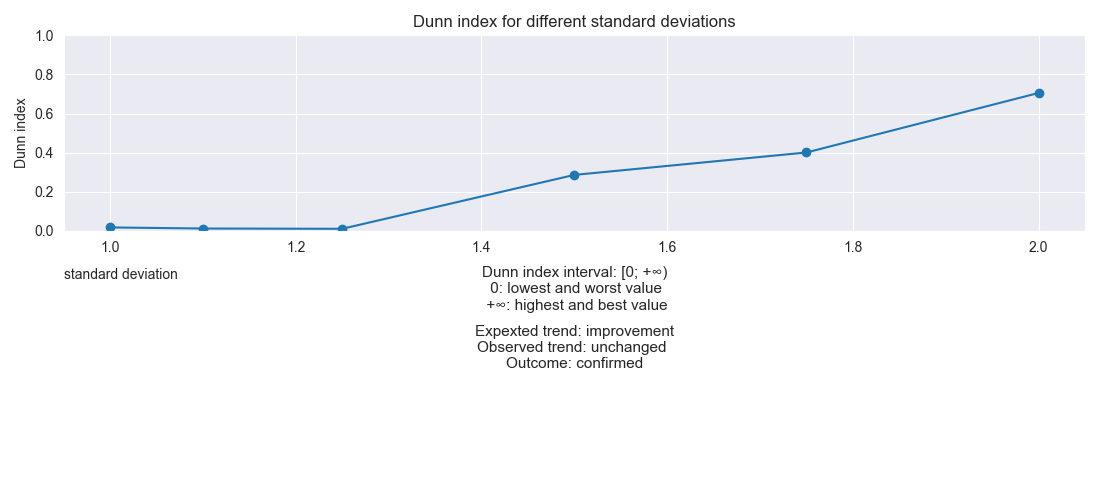 Dunn index for different standard deviations
1.0
0.8
0.6
0.4
0.2
0.0
Dunn index
1.0 1.2 1.4 1.6 1.8 2.0
standard deviation
Dunn index interval: [0; +∞)
0: lowest and worst value
+∞: highest and best value
Expexted trend: improvement
Observed trend: unchanged
Outcome: confirmed